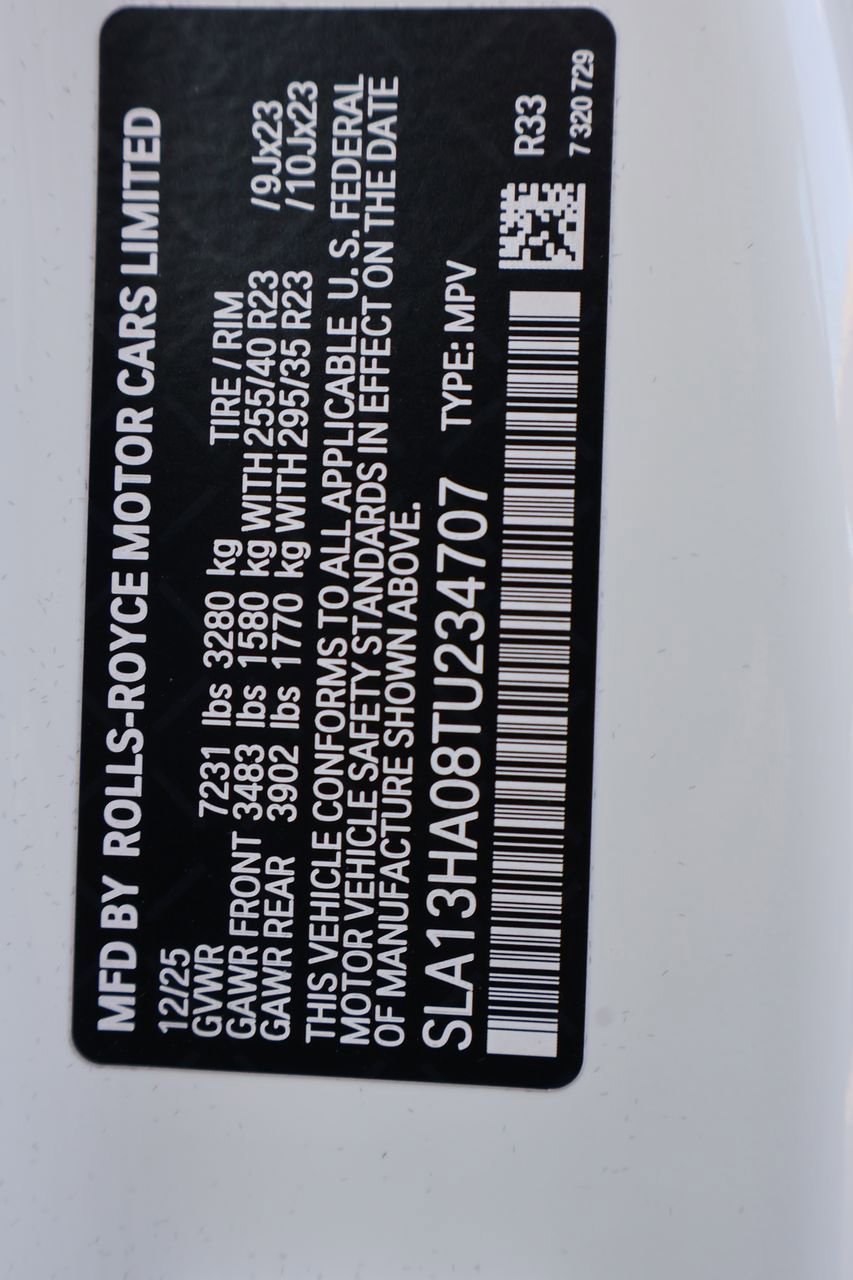 MFD BY ROLLS-ROYCE MOTOR CARS LIMITED
12/25
GVWR 7231 lbs 3280 kg TIRE / RIM
GAWR FRONT 3483 lbs 1580 kg WITH 255/40 R23 /9Jx23
GAWR REAR 3902 lbs 1770 kg WITH 295/35 R23 /10Jx23
THIS VEHICLE CONFORMS TO ALL APPLICABLE U. S. FEDERAL
MOTOR VEHICLE SAFETY STANDARDS IN EFFECT ON THE DATE
OF MANUFACTURE SHOWN ABOVE.
SLA13HA08TU234707 TYPE: MPV
R33
7 320 729